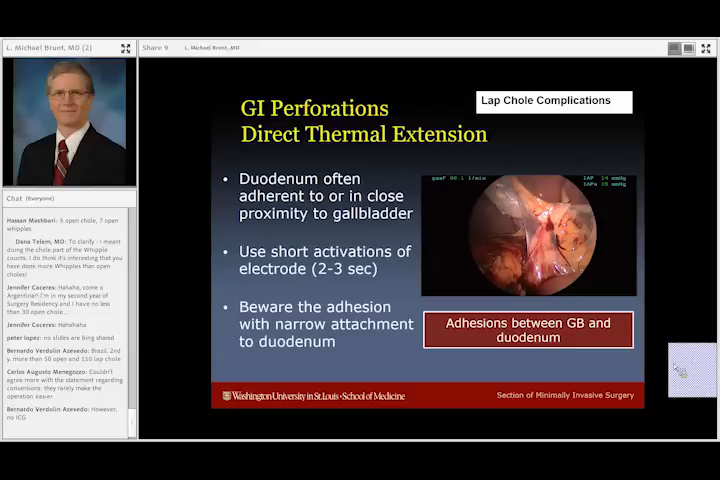 L. Michael Brunt, MD (2)
Share 9 L. Michael Brunt, MD
GI Perforations
Direct Thermal Extension
Lap Chole Complications
• Duodenum often
adherent to or in close
proximity to gallbladder
• Use short activations of
electrode (2-3 sec)
• Beware the adhesion
with narrow attachment
to duodenum
gasF 00.1 l/min
IAP 14 mmHg
IAPs 15 mmHg
Adhesions between GB and
duodenum
Washington University in St. Louis • School of Medicine
Section of Minimally Invasive Surgery
Chat (Everyone)
Hassan Mashbari: 5 open chole, 7 open
whipples
Dana Telem, MD: To clarify - I meant
doing the chole part of the Whipple
counts. I do think it's interesting that you
have done more Whipples than open
choles!
Jennifer Caceres: Hahaha, come o
Argentina!! I'm in my second year of
Surgery Residency and I have no less
than 30 open chole...
Jennifer Caceres: Hahahaha
peter lopez: no slides are bing shared
Bernardo Verdolin Azevedo: Brazil, 2nd
y, more than 50 open and 150 lap chole
Carlos Augusto Menegozzo: Couldn't
agree more with the statement regarding
conversions: they rarely make the
operation easier
Bernardo Verdolin Azevedo: However,
no ICG